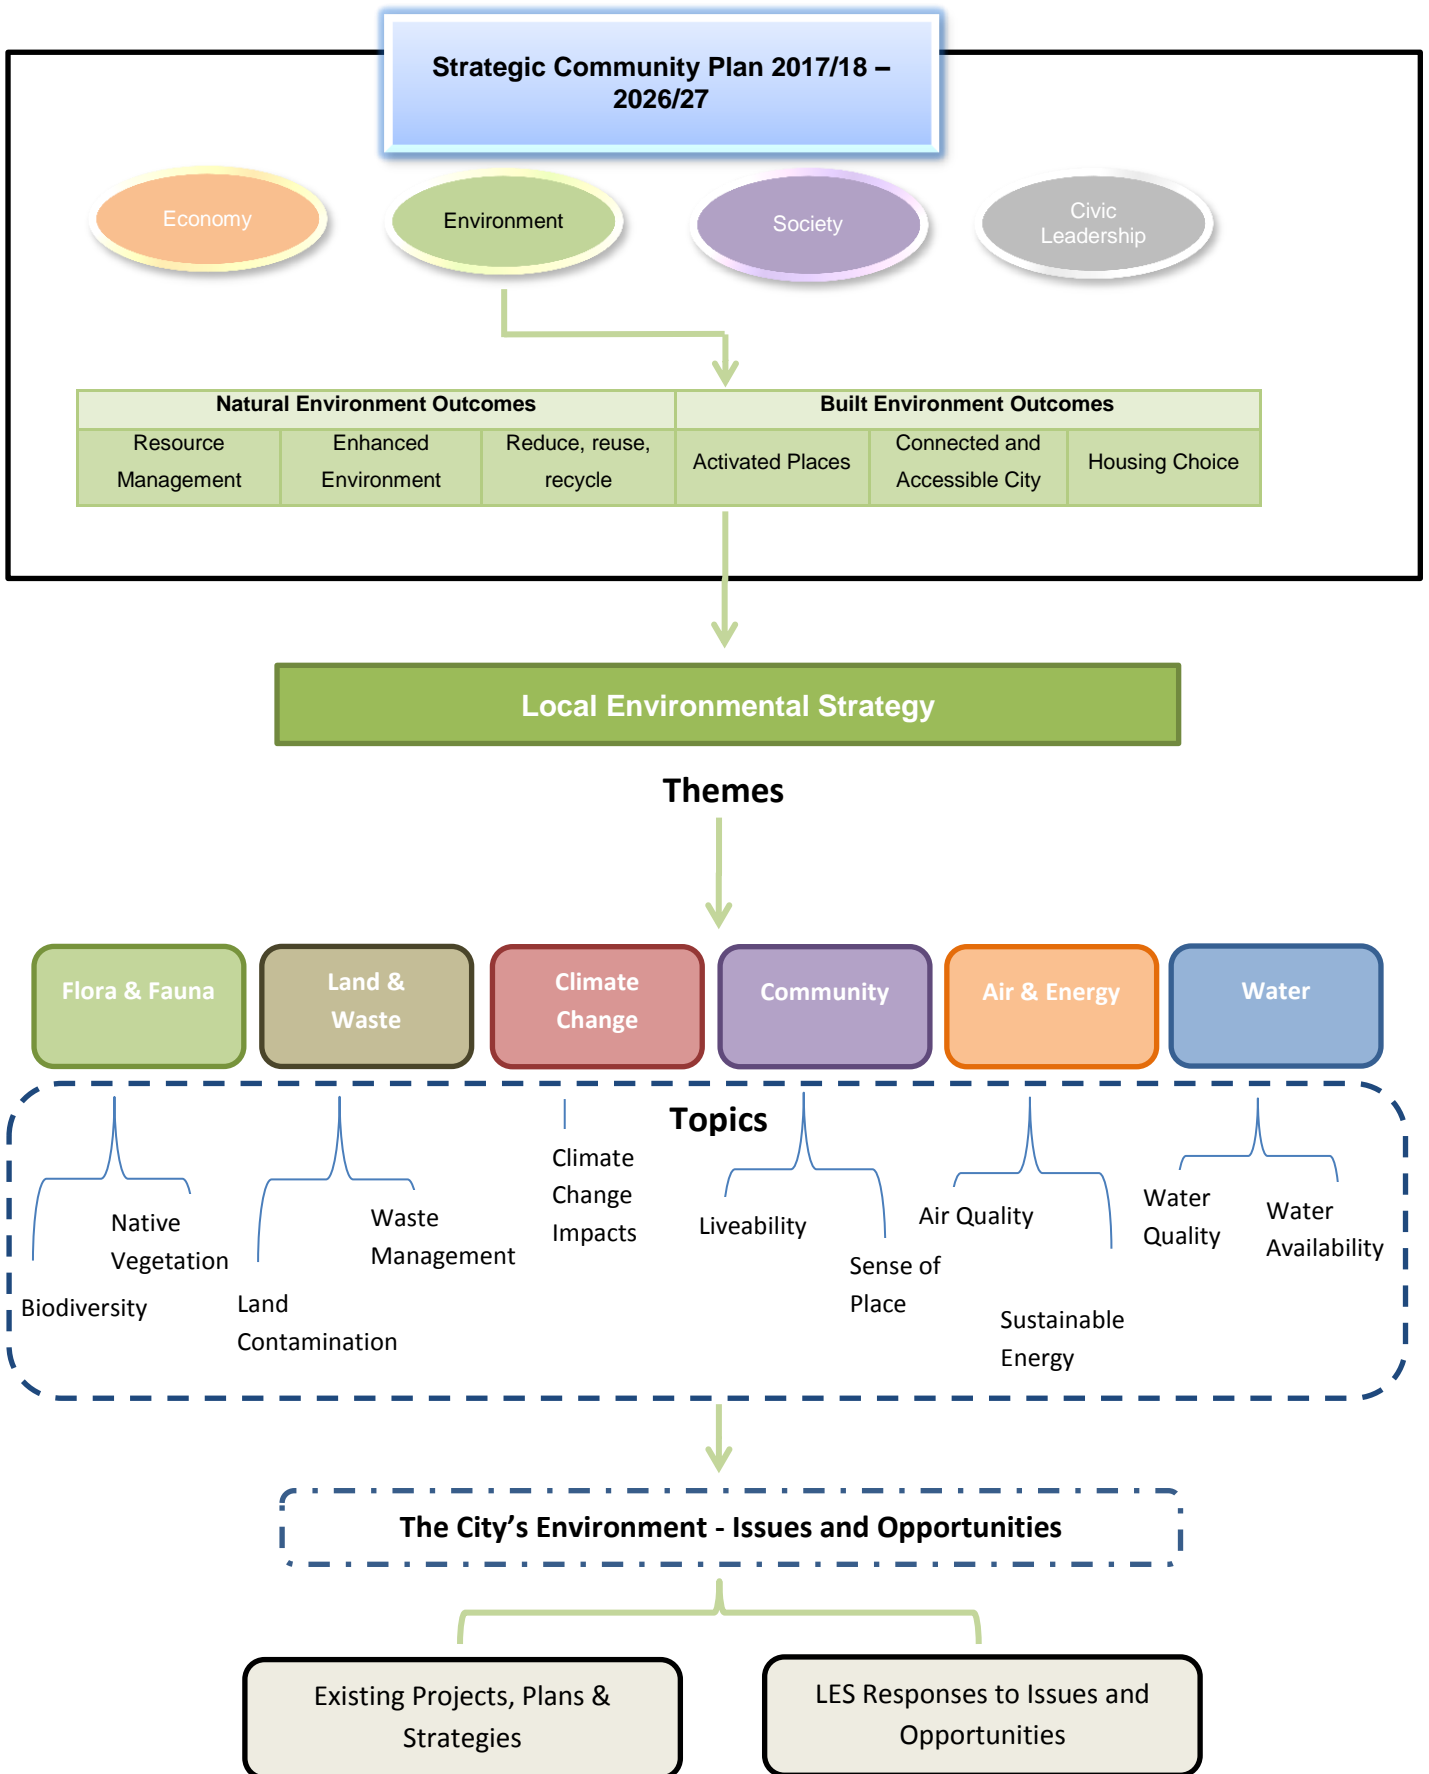 Strategic Community Plan 2017/18 –
2026/27
Economy
Environment
Society
Civic
Leadership
Natural Environment Outcomes
Built Environment Outcomes
Resource
Management
Enhanced
Environment
Reduce, reuse,
recycle
Activated Places
Connected and
Accessible City
Housing Choice
Local Environmental Strategy
Themes
Flora & Fauna
Land &
Waste
Climate
Change
Community
Air & Energy
Water
Topics
Biodiversity
Native
Vegetation
Land
Contamination
Waste
Management
Climate
Change
Impacts
Liveability
Sense of
Place
Air Quality
Sustainable
Energy
Water
Quality
Water
Availability
The City’s Environment - Issues and Opportunities
Existing Projects, Plans &
Strategies
LES Responses to Issues and
Opportunities